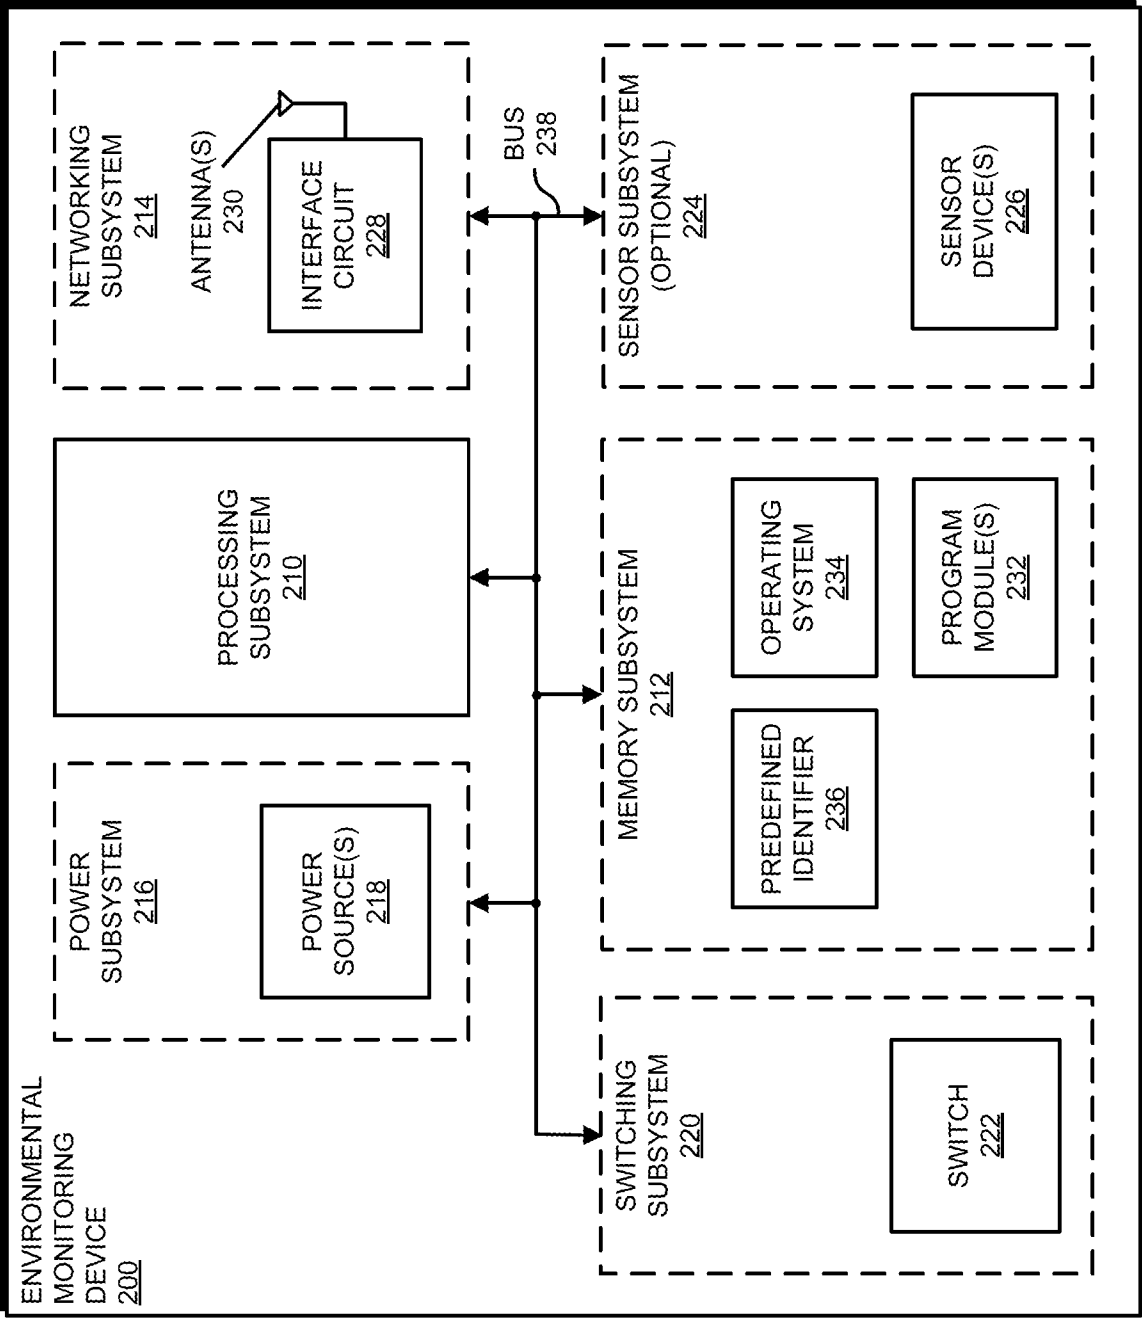 ENVIRONMENTAL
MONITORING
DEVICE
200
POWER
SUBSYSTEM
216
POWER
SOURCE(S)
218
PROCESSING
SUBSYSTEM
210
NETWORKING
SUBSYSTEM
214
ANTENNA(S)
230
INTERFACE
CIRCUIT
228
BUS
238
SWITCHING
SUBSYSTEM
220
SWITCH
222
MEMORY SUBSYSTEM
212
PREDEFINED
IDENTIFIER
236
OPERATING
SYSTEM
234
PROGRAM
MODULE(S)
232
SENSOR SUBSYSTEM
(OPTIONAL)
224
SENSOR
DEVICE(S)
226